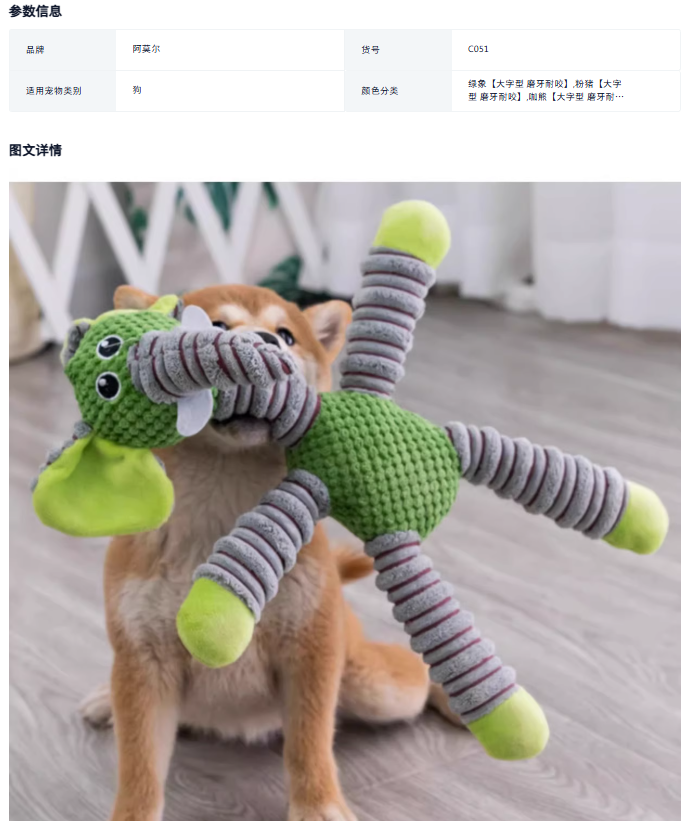 参数信息
品牌
阿莫尔
货号
C051
适用宠物类别
狗
颜色分类
绿象【大字型 磨牙耐咬】,粉猪【大字
型 磨牙耐咬】,咖熊【大字型 磨牙耐…
图文详情